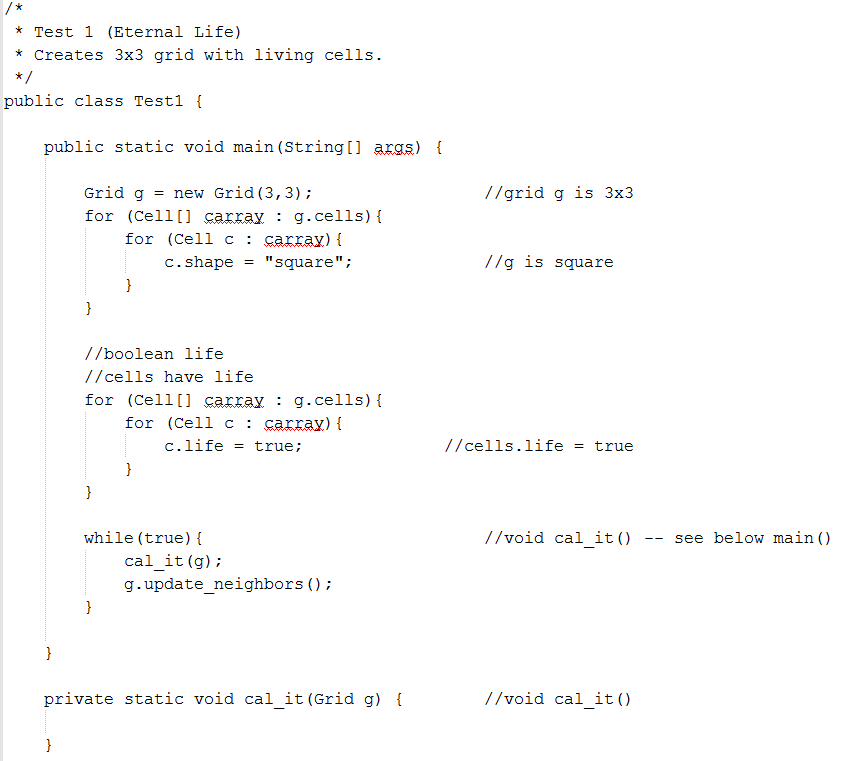 /*
 * Test 1 (Eternal Life)
 * Creates 3x3 grid with living cells.
 */
public class Test1 {
    public static void main(String[] args) {
        Grid g = new Grid(3,3);                 //grid g is 3x3
        for (Cell[] carray : g.cells){
            for (Cell c : carray){
                c.shape = "square";             //g is square
            }
        }
        //boolean life
        //cells have life
        for (Cell[] carray : g.cells){
            for (Cell c : carray){
                c.life = true;              //cells.life = true
            }
        }
        while(true){                            //void cal_it() -- see below main()
            cal_it(g);
            g.update_neighbors();
        }
    }
    private static void cal_it(Grid g) {        //void cal_it()
    }